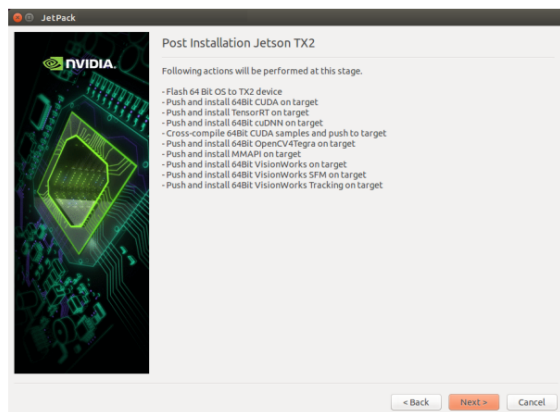 JetPack
NVIDIA.
Post Installation Jetson TX2
Following actions will be performed at this stage.
- Flash 64 Bit OS to TX2 device
- Push and install 64Bit CUDA on target
- Push and install TensorRT on target
- Push and install 64Bit cuDNN on target
- Cross-compile 64Bit CUDA samples and push to target
- Push and install 64Bit OpenCV4Tegra on target
- Push and install MMAPI on target
- Push and install 64Bit VisionWorks on target
- Push and install 64Bit VisionWorks SFM on target
- Push and install 64Bit VisionWorks Tracking on target
< Back Next > Cancel